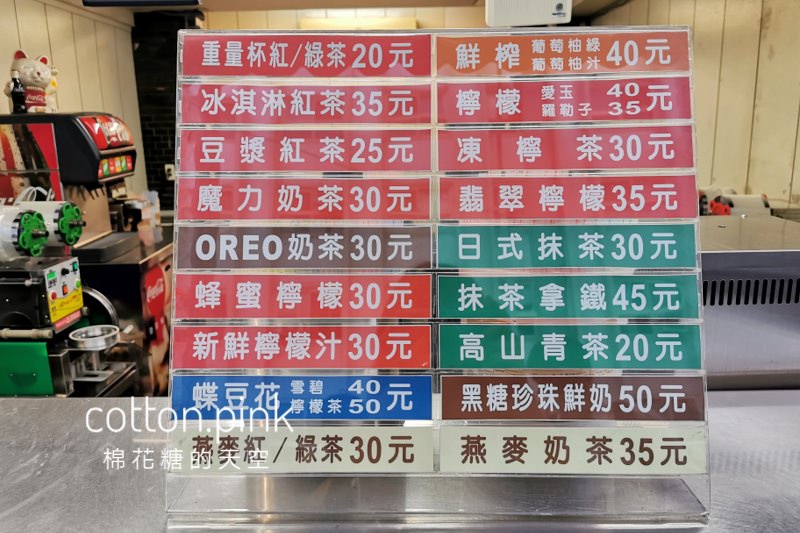 重量杯紅/綠茶20元
冰淇淋紅茶35元
豆漿紅茶25元
魔力奶茶30元
OREO奶茶30元
蜂蜜檸檬30元
新鮮檸檬汁30元
蝶豆花 雪碧 40元
檸檬茶50
燕麥紅/綠茶30元
鮮榨 葡萄柚綠 40元
葡萄柚汁
檸檬 愛玉 40元
羅勒子 35
凍檸茶30元
翡翠檸檬35元
日式抹茶30元
抹茶拿鐵45元
高山青茶20元
黑糖珍珠鮮奶50元
燕麥奶茶35元
cotton.pink
棉花糖的天空
Coca-Cola